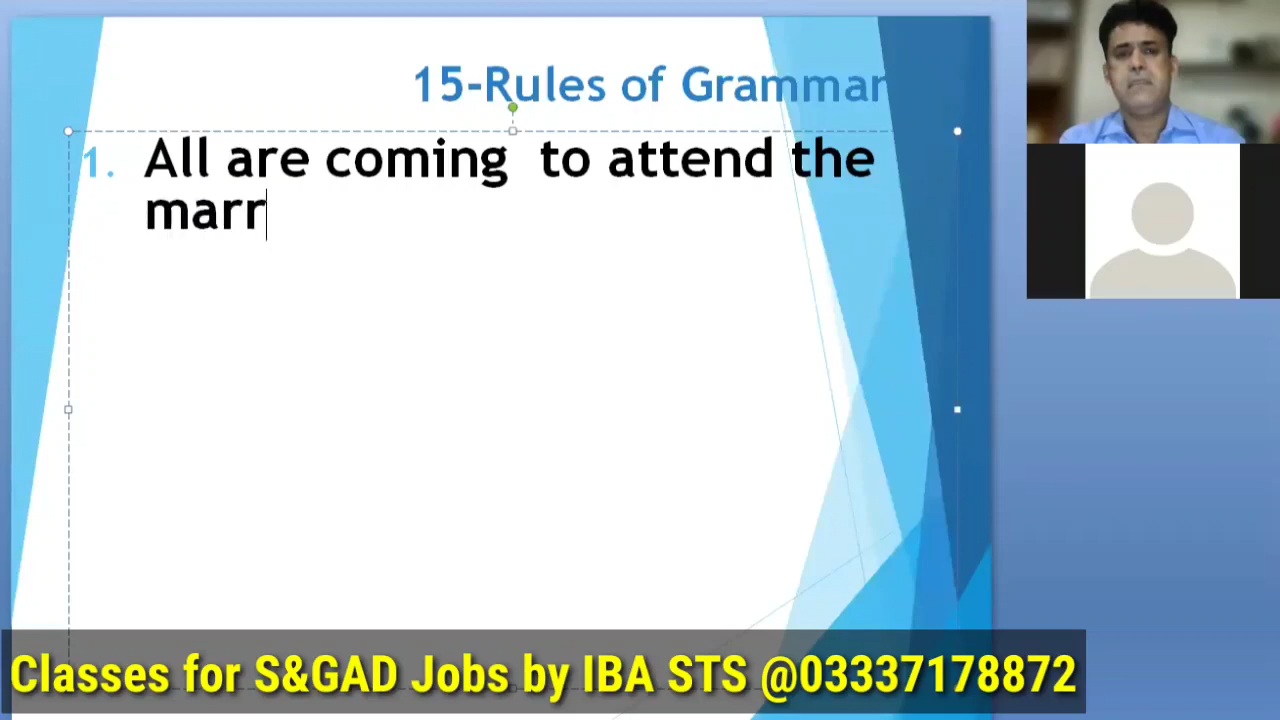 15-Rules of Grammar
1. All are coming  to attend the
marr
Classes for S&GAD Jobs by IBA STS @03337178872